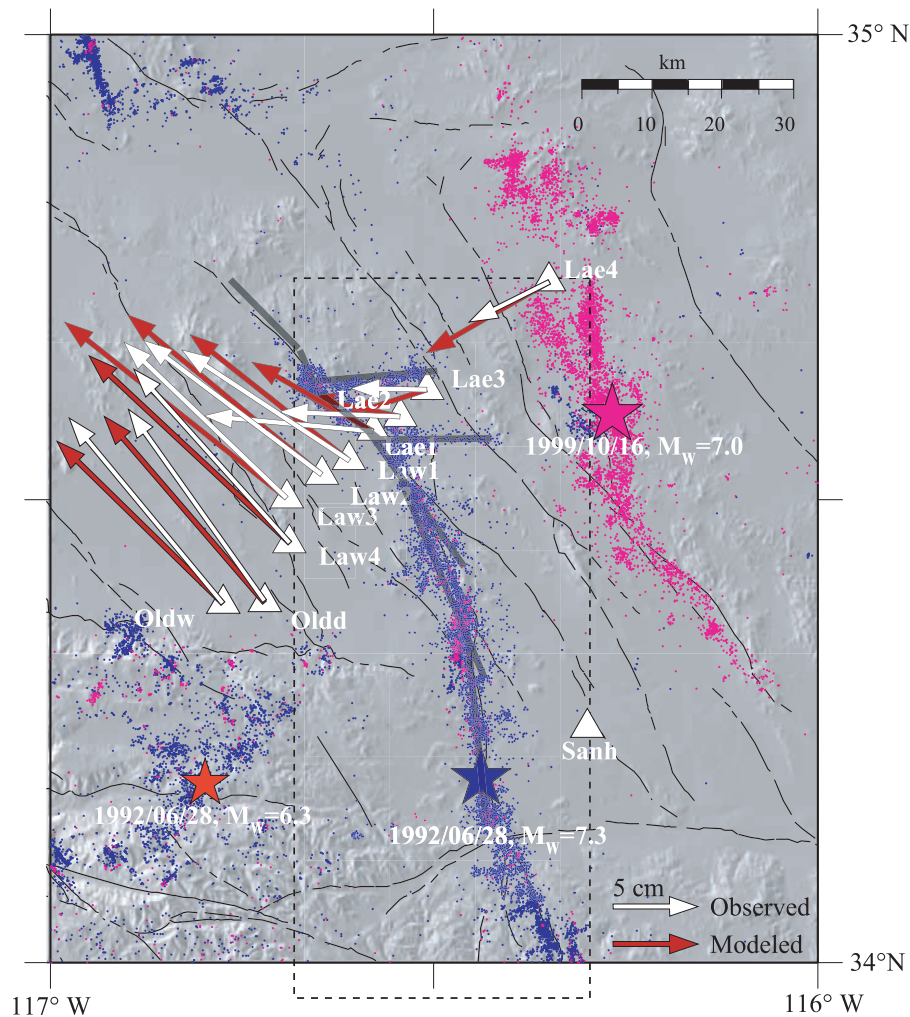 35° N
km
0 10 20 30
Lae4
Lae3
Lae2
1999/10/16, MW=7.0
Lae1
Law1
Law2
Law3
Law4
Oldw
Oldd
Sanh
1992/06/28, MW=6.3
1992/06/28, MW=7.3
5 cm
Observed
Modeled
34°N
117° W
116° W